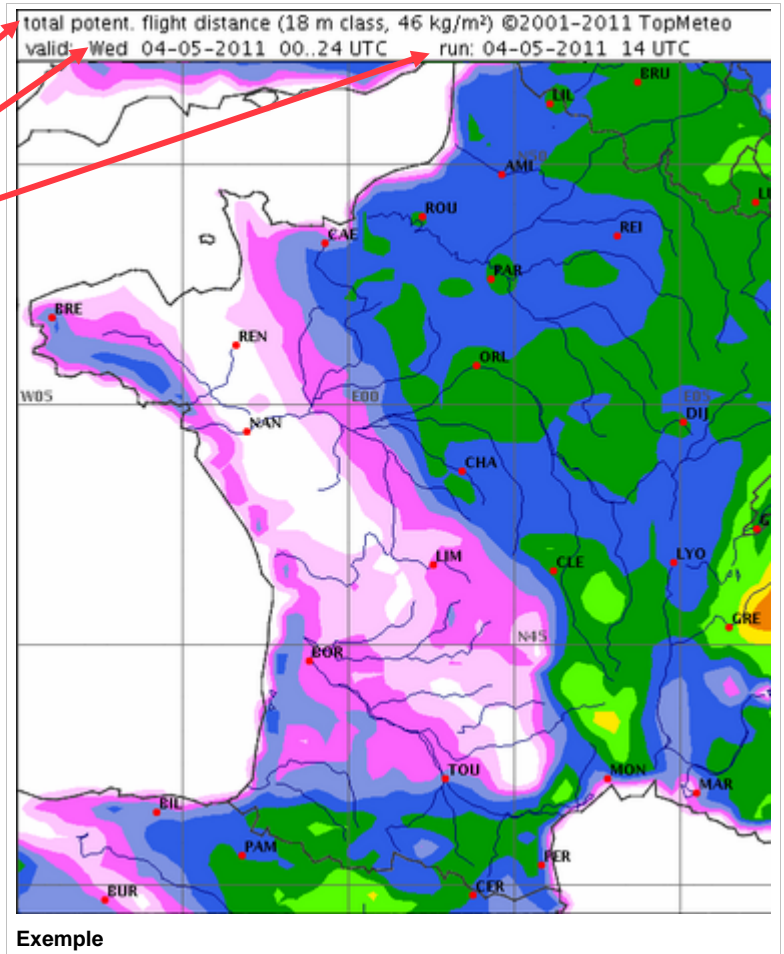 total potent. flight distance (18 m class, 46 kg/m²) ©2001-2011 TopMeteo
valid: Wed 04-05-2011 00..24 UTC run: 04-05-2011 14 UTC
BRU
LIL
N50
AMI
ROU
REI
CAE
PAR
BRE
REN
ORL
W05
E00
E05
DIJ
NAN
CHA
LIM
CLE
LYO
GRE
N45
BOR
TOU
MON
MAR
BIL
PAM
PER
BUR
CER
Exemple